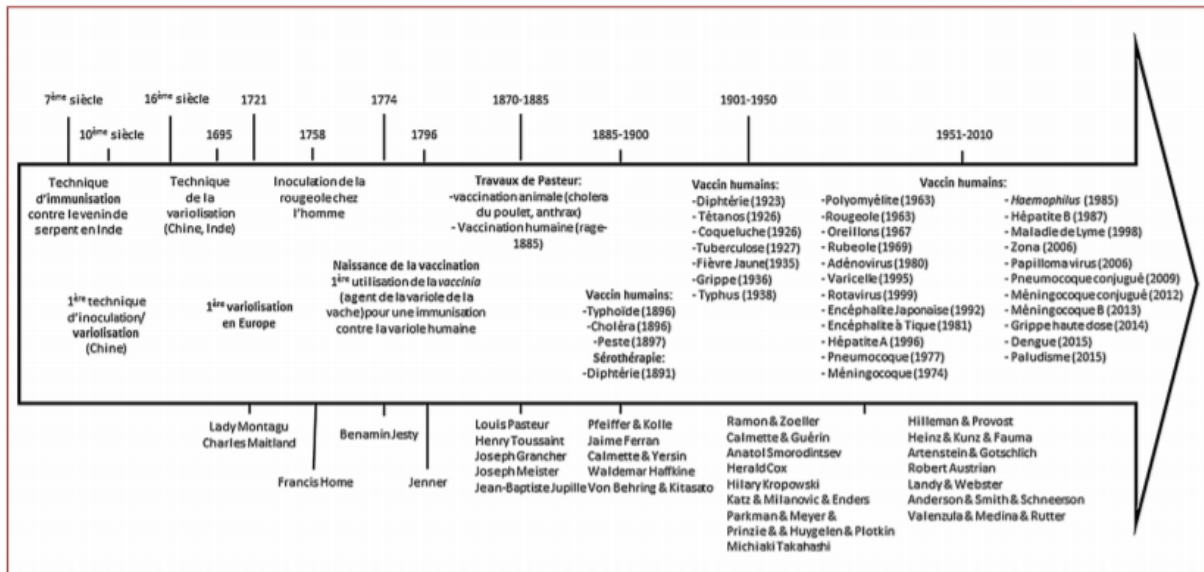 7ème siècle
16ème siècle
1721
1774
1870-1885
1901-1950
10ème siècle
1695
1758
1796
1885-1900
1951-2010
Technique
d'immunisation
contre le venin de
serpent en Inde
1ère technique
d'inoculation/
variolisation
(Chine)
Technique
de la
variolisation
(Chine, Inde)
1ère variolisation
en Europe
Inoculation de la
rougeole chez
l'homme
Naissance de la vaccination
1ère utilisation de la vaccinia
(agent de la variole de la
vache) pour une immunisation
contre la variole humaine
Travaux de Pasteur:
-vaccination animale (cholera
du poulet, anthrax)
- Vaccination humaine (rage-
1885)
Vaccin humains:
-Typhoïde (1896)
-Choléra (1896)
-Peste (1897)
Sérothérapie:
-Diphtérie (1891)
Vaccin humains:
-Diphtérie (1923)
-Tétanos (1926)
-Coqueluche (1926)
-Tuberculose (1927)
-Fièvre Jaune (1935)
-Grippe (1936)
- Typhus (1938)
Vaccin humains:
-Polyomyélite (1963)
-Rougeole (1963)
-Oreillons (1967
-Rubeole (1969)
-Adénovirus (1980)
-Varicelle (1995)
-Rotavirus (1999)
-Encéphalite Japonaise (1992)
-Encéphalite à Tique (1981)
-Hépatite A (1996)
-Pneumocoque (1977)
-Méningocoque (1974)
- Haemophilus (1985)
- Hépatite B (1987)
- Maladie de Lyme (1998)
- Zona (2006)
- Papilloma virus (2006)
-Pneumocoque conjugué (2009)
-Méningocoque conjugué (2012)
-Méningocoque B (2013)
-Grippe haute dose (2014)
- Dengue (2015)
-Paludisme (2015)
Lady Montagu
Charles Maitland
Francis Home
Benamin Jesty
Jenner
Louis Pasteur
Henry Toussaint
Joseph Grancher
Joseph Meister
Jean-Baptiste Jupille
Pfeiffer & Kolle
Jaime Ferran
Calmette & Yersin
Waldemar Haffkine
Von Behring & Kitasato
Ramon & Zoeller
Calmette & Guérin
Anatol Smorodintsev
Herald Cox
Hilary Kropowski
Katz & Milanovic & Enders
Parkman & Meyer &
Prinzie & & Huygelen & Plotkin
Michiaki Takahashi
Hilleman & Provost
Heinz & Kunz & Fauma
Artenstein & Gotschlich
Robert Austrian
Landy & Webster
Anderson & Smith & Schneerson
Valenzula & Medina & Rutter